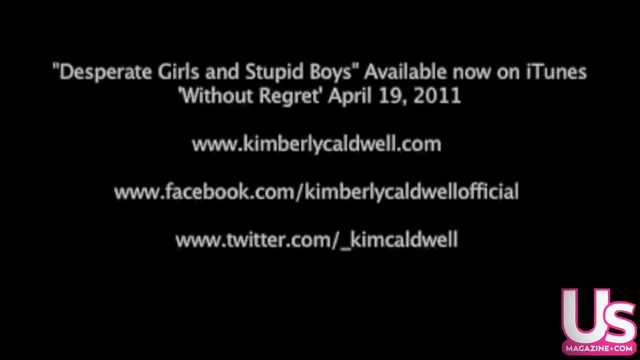 "Desperate Girls and Stupid Boys" Available now on iTunes
'Without Regret' April 19, 2011
www.kimberlycaldwell.com
www.facebook.com/kimberlycaldwellofficial
www.twitter.com/_kimcaldwell
Us
MAGAZINE.COM